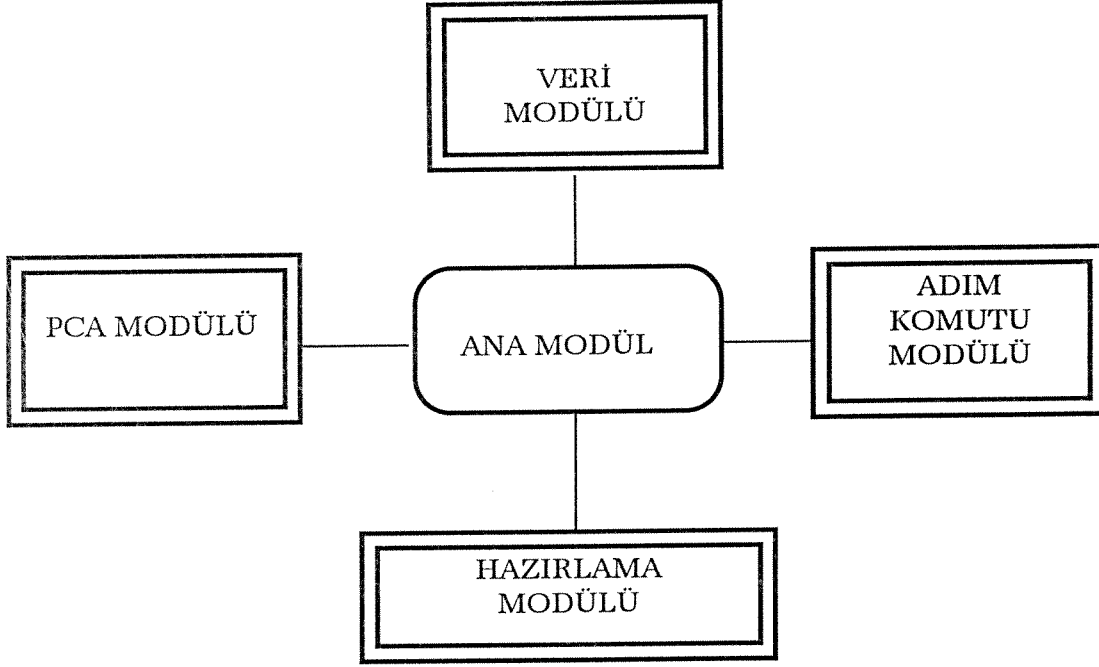 VERİ
MODÜLÜ
PCA MODÜLÜ
ANA MODÜL
ADIM
KOMUTU
MODÜLÜ
HAZIRLAMA
MODÜLÜ